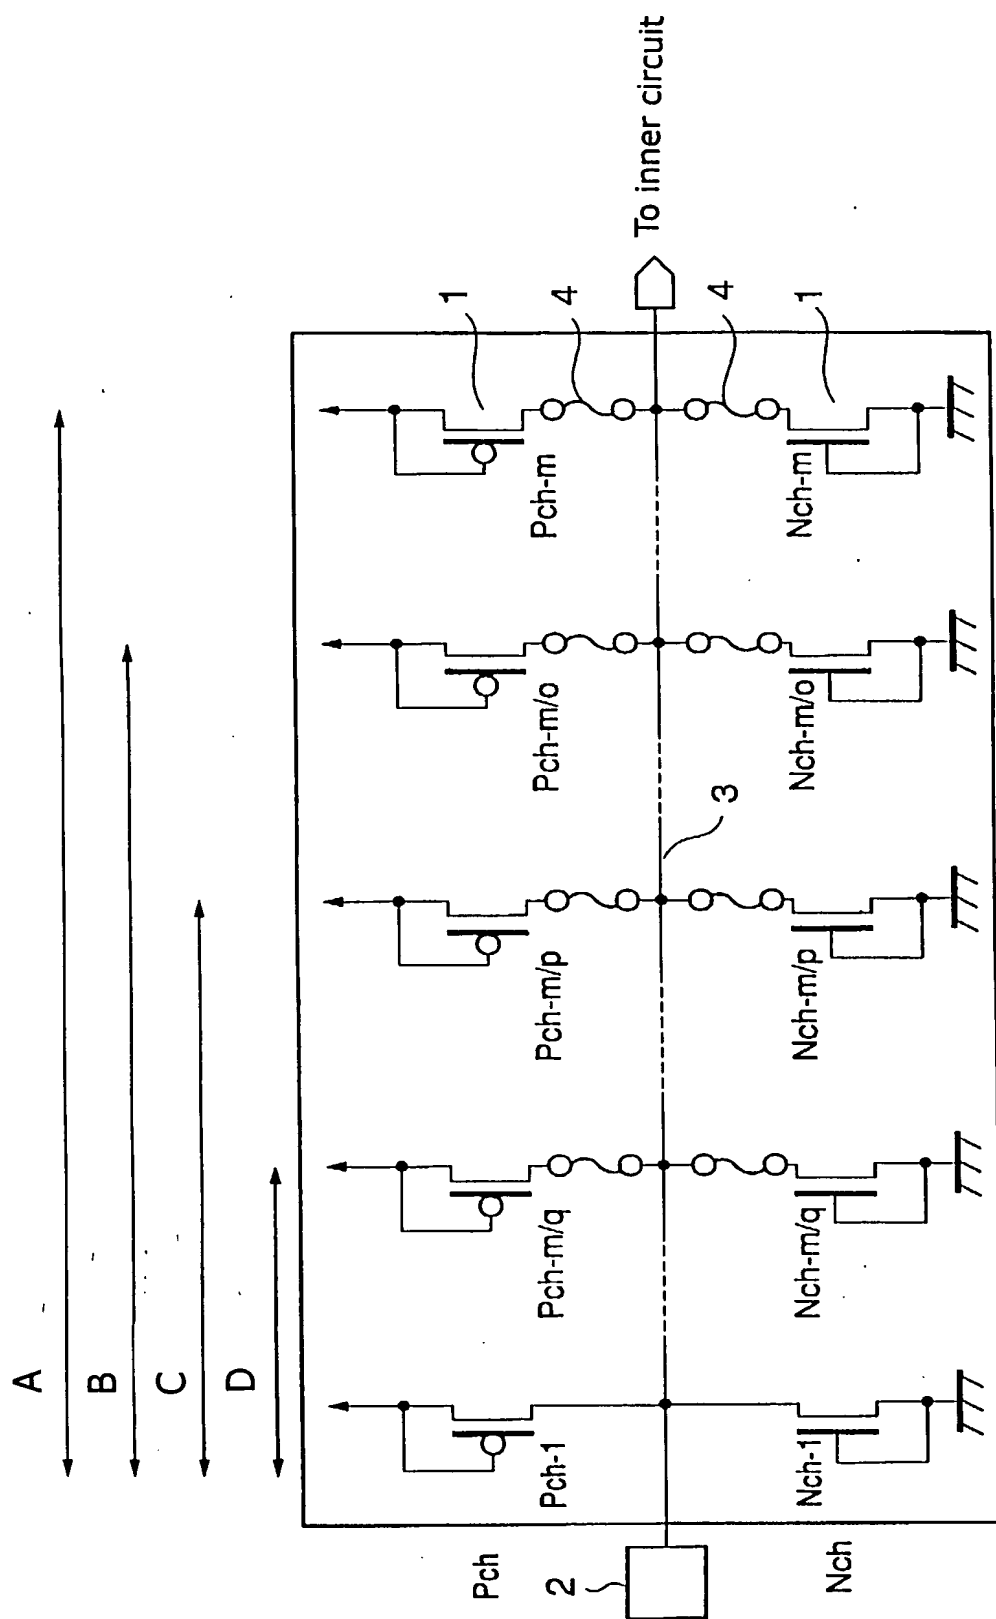 A
B
C
D
Pch
2
Nch
Pch-1
Pch-m/q
Pch-m/p
Pch-m/o
Pch-m
1
4
3
4
1
Nch-1
Nch-m/q
Nch-m/p
Nch-m/o
Nch-m
To inner circuit